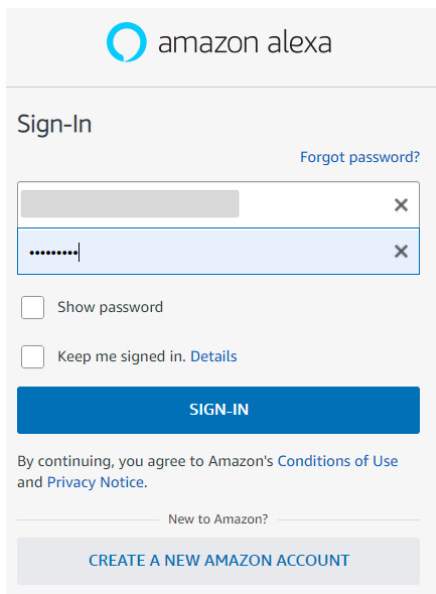 amazon alexa
Sign-In
Forgot password?
•••••••••
Show password
Keep me signed in. Details
SIGN-IN
By continuing, you agree to Amazon's Conditions of Use
and Privacy Notice.
New to Amazon?
CREATE A NEW AMAZON ACCOUNT